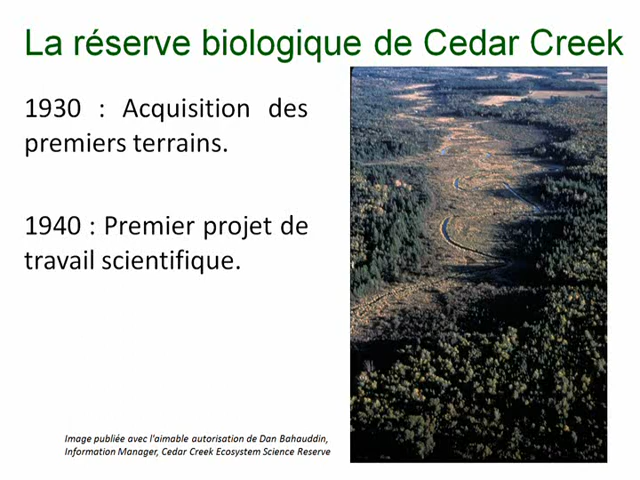 La réserve biologique de Cedar Creek
1930 : Acquisition des
premiers terrains.
1940 : Premier projet de
travail scientifique.
Image publiée avec l'aimable autorisation de Dan Bahauddin,
Information Manager, Cedar Creek Ecosystem Science Reserve